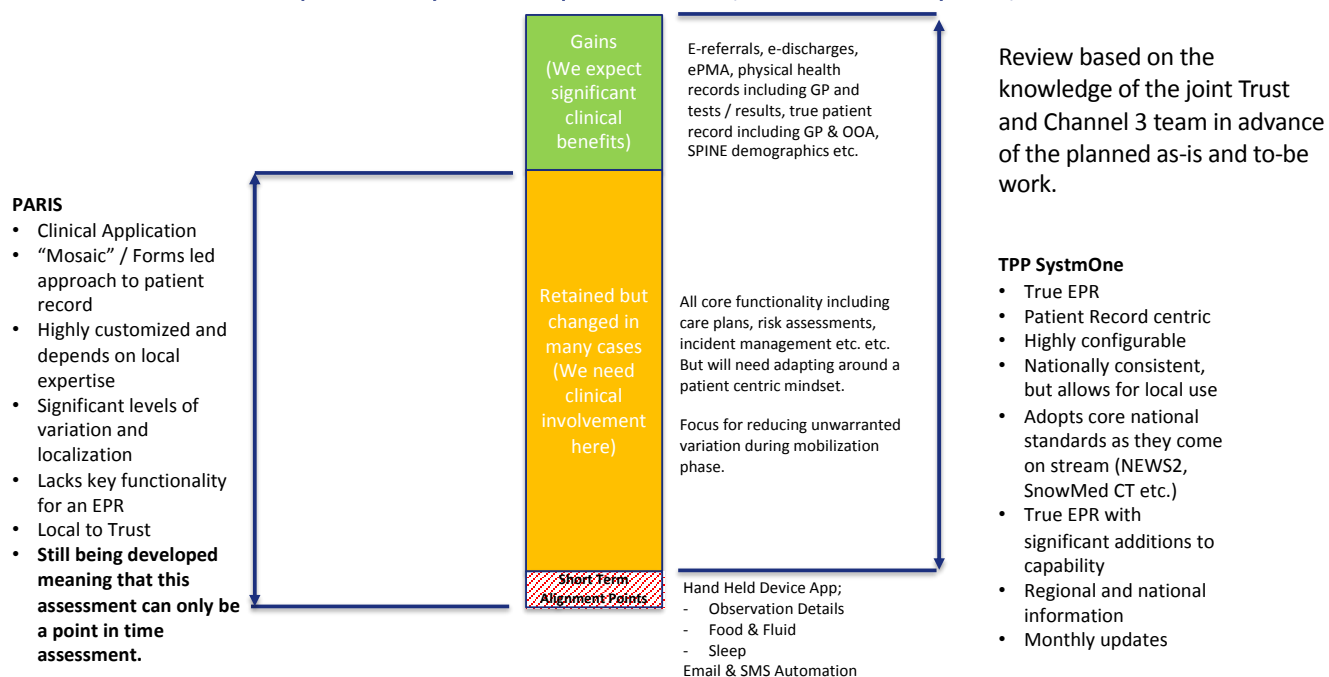 Gains
(We expect
significant
clinical
benefits)
E-referrals, e-discharges,
ePMA, physical health
records including GP and
tests / results, true patient
record including GP & OOA,
SPINE demographics etc.
Review based on the
knowledge of the joint Trust
and Channel 3 team in advance
of the planned as-is and to-be
work.
PARIS
• Clinical Application
• “Mosaic” / Forms led
approach to patient
record
• Highly customized and
depends on local
expertise
• Significant levels of
variation and
localization
• Lacks key functionality
for an EPR
• Local to Trust
• Still being developed
meaning that this
assessment can only be
a point in time
assessment.
Retained but
changed in
many cases
(We need
clinical
involvement
here)
All core functionality including
care plans, risk assessments,
incident management etc. etc.
But will need adapting around a
patient centric mindset.
Focus for reducing unwarranted
variation during mobilization
phase.
TPP SystmOne
• True EPR
• Patient Record centric
• Highly configurable
• Nationally consistent,
but allows for local use
• Adopts core national
standards as they come
on stream (NEWS2,
SnowMed CT etc.)
• True EPR with
significant additions to
capability
• Regional and national
information
• Monthly updates
Short Term
Alignment Points
Hand Held Device App;
- Observation Details
- Food & Fluid
- Sleep
Email & SMS Automation